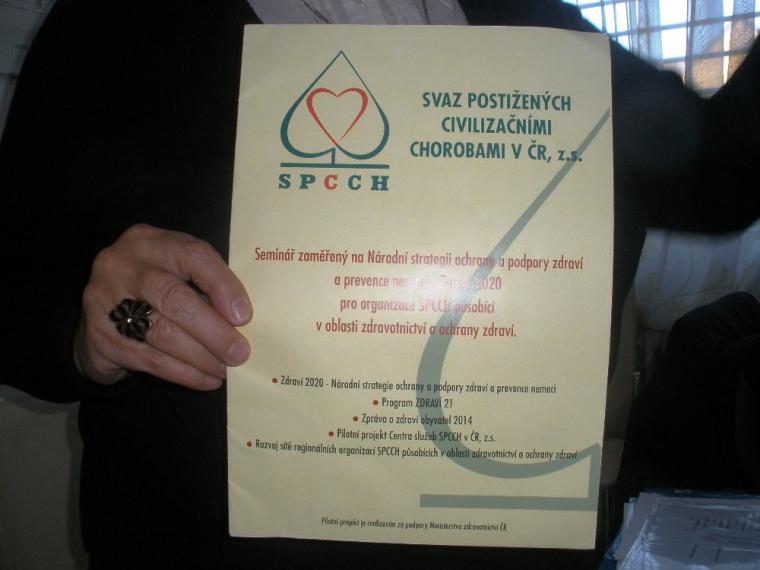 SVAZ POSTIŽENÝCH
CIVILIZAČNÍMI
CHOROBAMI V ČR, z.s.
SPCCH
Seminář zaměřený na Národní strategii ochrany a podpory zdraví
a prevence 2020
pro organizace SPCCH působící
v oblasti zdravotnictví a ochrany zdraví.
• Zdraví 2020 - Národní strategie ochrany a podpory zdraví a prevence nemocí
• Program ZDRAVÍ 21
• Zpráva o zdraví obyvatel 2014
• Pilotní projekt Centra služeb SPCCH v ČR, z.s.
• Rozvoj sítě regionálních organizací SPCCH působících v oblasti zdravotnictví a ochrany zdraví
Pilotní projekt je realizován za podpory Ministerstva zdravotnictví ČR